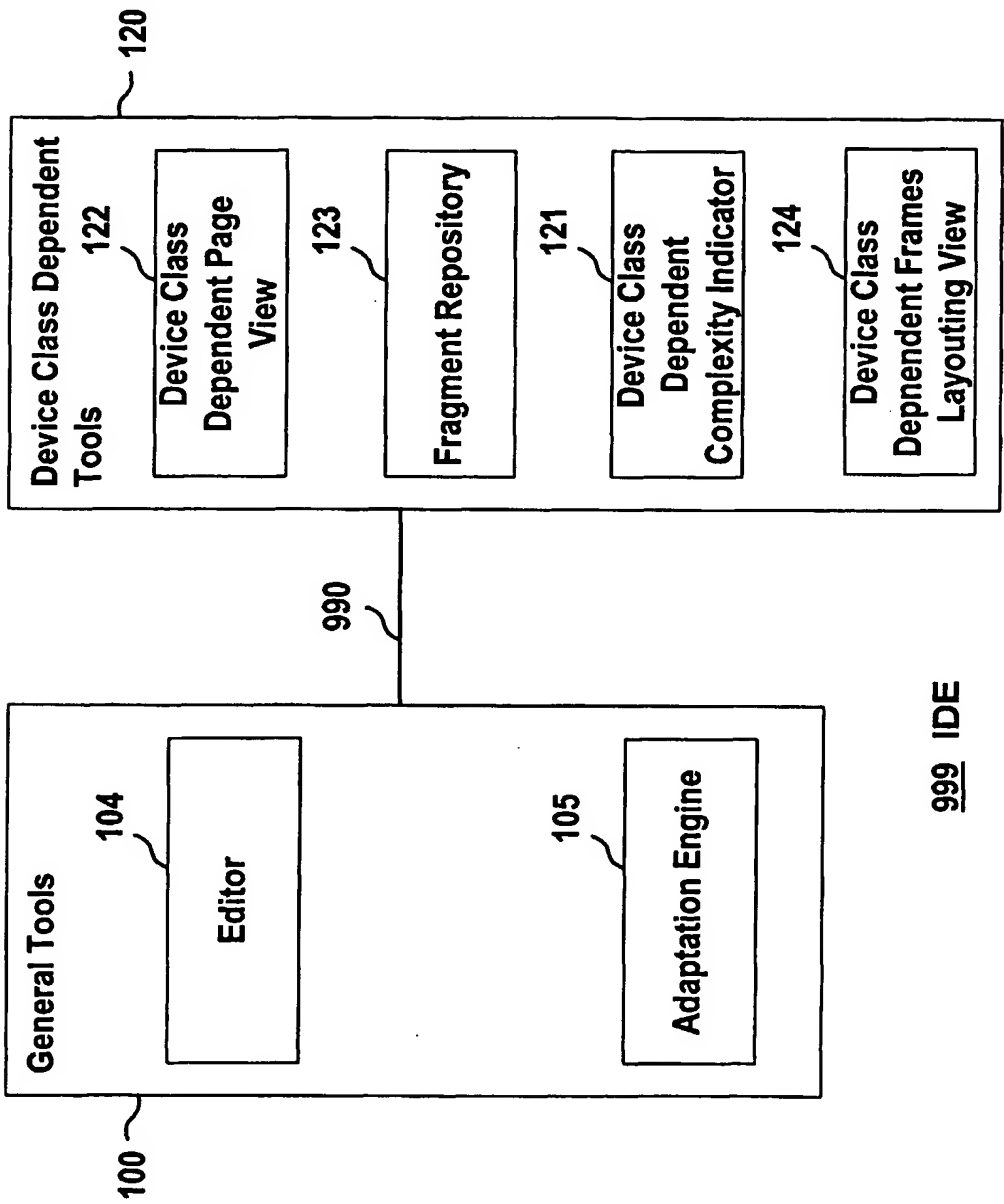 General Tools
100
104
Editor
105
Adaptation Engine
990
Device Class Dependent
Tools
120
122
Device Class
Dependent Page
View
123
Fragment Repository
121
Device Class
Dependent
Complexity Indicator
124
Device Class
Depnendent Frames
Layouting View
999 IDE